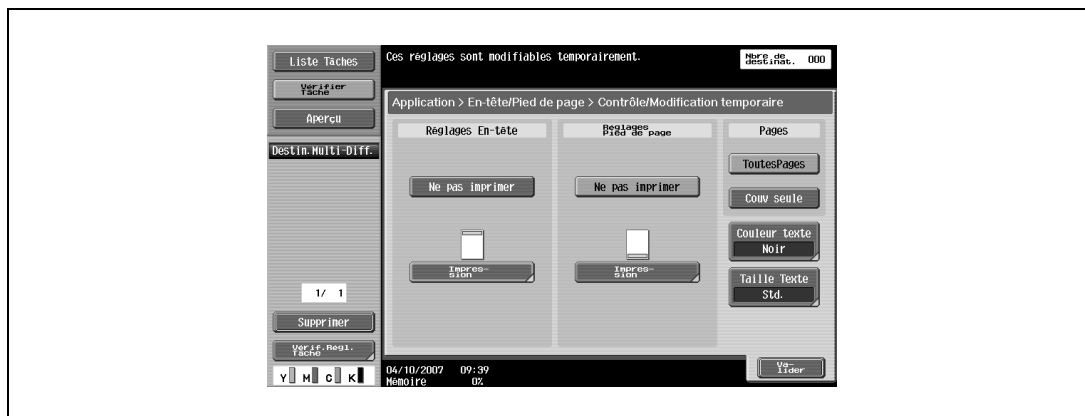 Liste Tâches
Vérifier
Tâche
Aperçu
Destin.Multi-Diff.
1/ 1
Supprimer
Vérif.Régl.
Tâche
Y M C K
Ces réglages sont modifiables temporairement.
Nbre de
destinat. 000
Application > En-tête/Pied de page > Contrôle/Modification temporaire
Réglages En-tête
Ne pas imprimer
Impres-
sion
Réglages
Pied de page
Ne pas imprimer
Impres-
sion
Pages
ToutesPages
Couv seule
Couleur texte
Noir
Taille Texte
Std.
04/10/2007 09:39
Mémoire 0%
Va-
lider